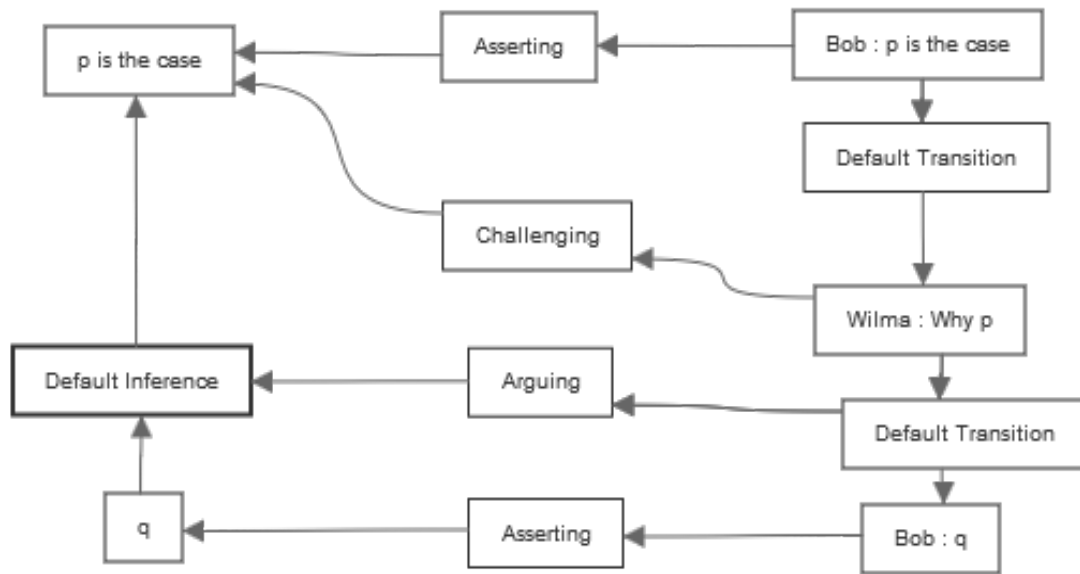 p is the case
Asserting
Bob : p is the case
Default Transition
Challenging
Wilma : Why p
Default Inference
Arguing
Default Transition
q
Asserting
Bob : q